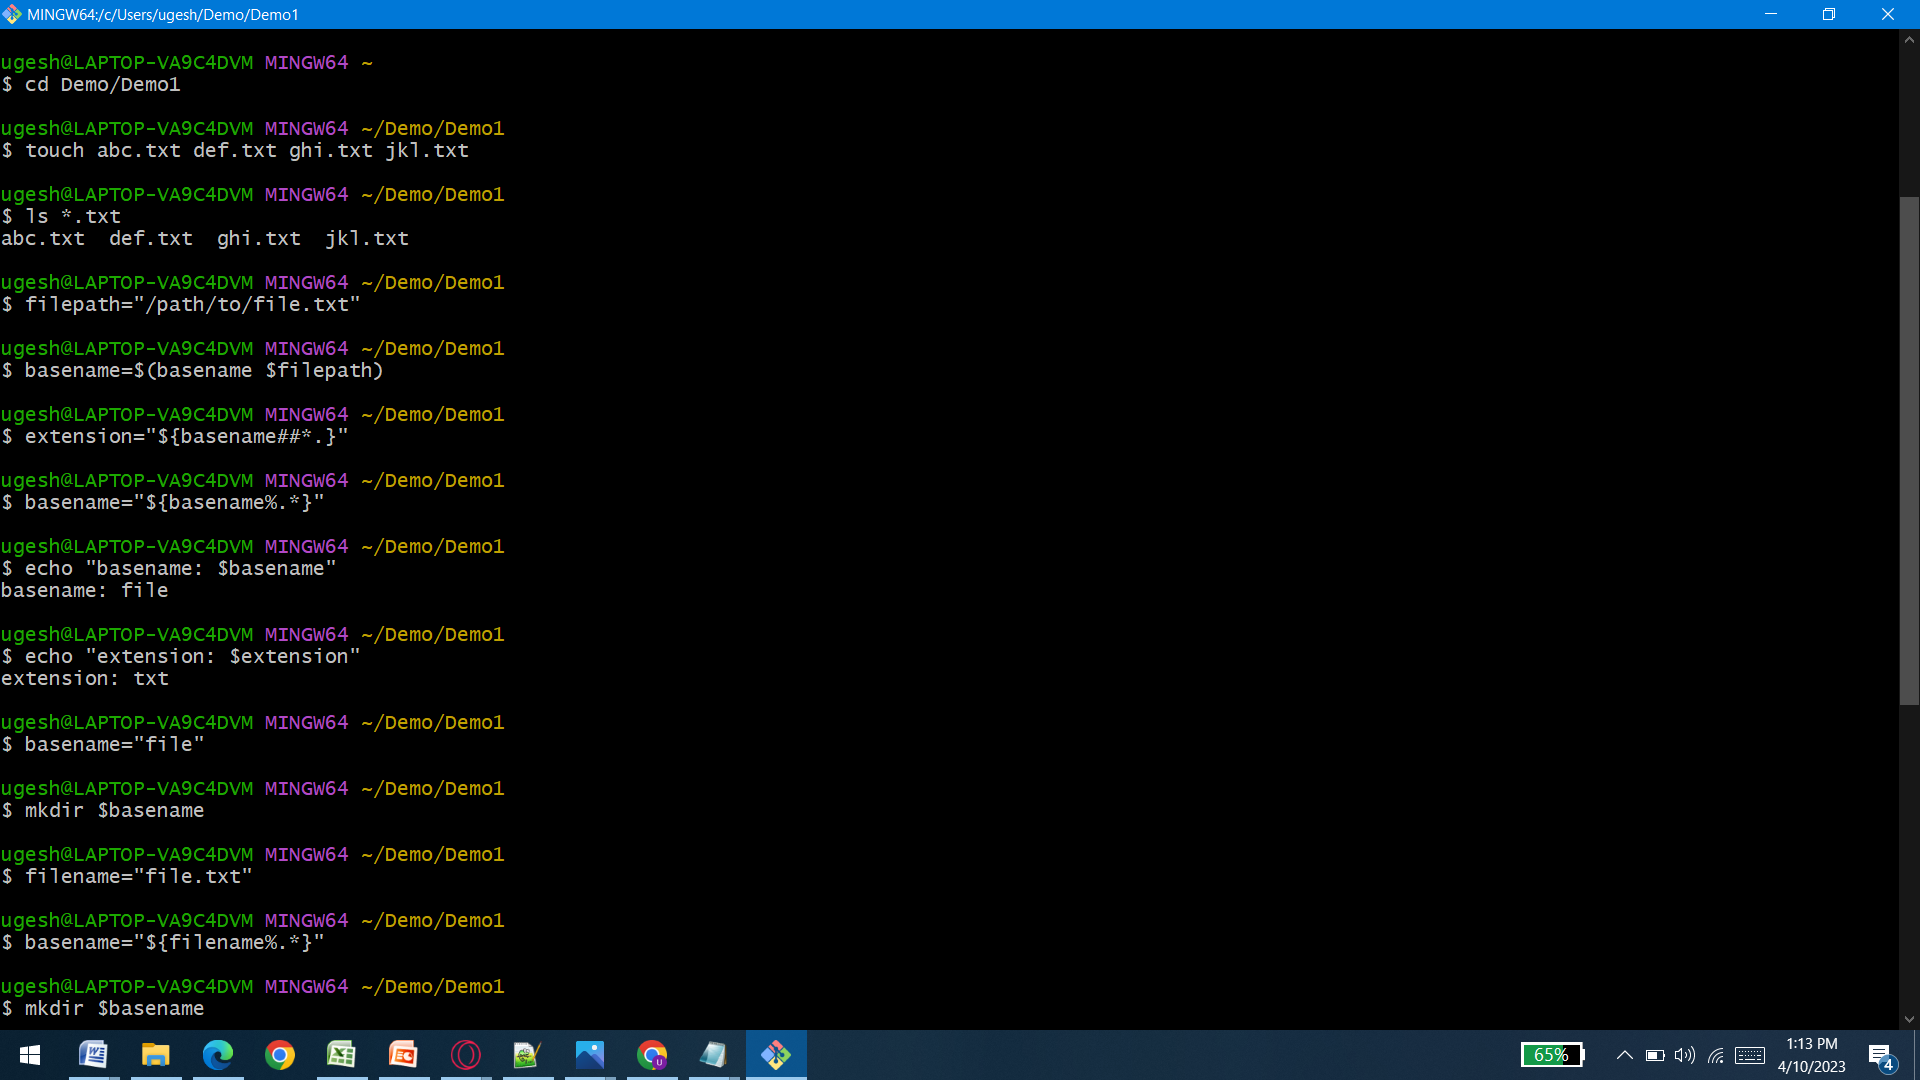 MINGW64:/c/Users/ugesh/Demo/Demo1
ugesh@LAPTOP-VA9C4DVM MINGW64 ~
$ cd Demo/Demo1
ugesh@LAPTOP-VA9C4DVM MINGW64 ~/Demo/Demo1
$ touch abc.txt def.txt ghi.txt jkl.txt
ugesh@LAPTOP-VA9C4DVM MINGW64 ~/Demo/Demo1
$ ls *.txt
abc.txt  def.txt  ghi.txt  jkl.txt
ugesh@LAPTOP-VA9C4DVM MINGW64 ~/Demo/Demo1
$ filepath="/path/to/file.txt"
ugesh@LAPTOP-VA9C4DVM MINGW64 ~/Demo/Demo1
$ basename=$(basename $filepath)
ugesh@LAPTOP-VA9C4DVM MINGW64 ~/Demo/Demo1
$ extension="${basename##*.}"
ugesh@LAPTOP-VA9C4DVM MINGW64 ~/Demo/Demo1
$ basename="${basename%.*}"
ugesh@LAPTOP-VA9C4DVM MINGW64 ~/Demo/Demo1
$ echo "basename: $basename"
basename: file
ugesh@LAPTOP-VA9C4DVM MINGW64 ~/Demo/Demo1
$ echo "extension: $extension"
extension: txt
ugesh@LAPTOP-VA9C4DVM MINGW64 ~/Demo/Demo1
$ basename="file"
ugesh@LAPTOP-VA9C4DVM MINGW64 ~/Demo/Demo1
$ mkdir $basename
ugesh@LAPTOP-VA9C4DVM MINGW64 ~/Demo/Demo1
$ filename="file.txt"
ugesh@LAPTOP-VA9C4DVM MINGW64 ~/Demo/Demo1
$ basename="${filename%.*}"
ugesh@LAPTOP-VA9C4DVM MINGW64 ~/Demo/Demo1
$ mkdir $basename
65%
1:13 PM
4/10/2023
4